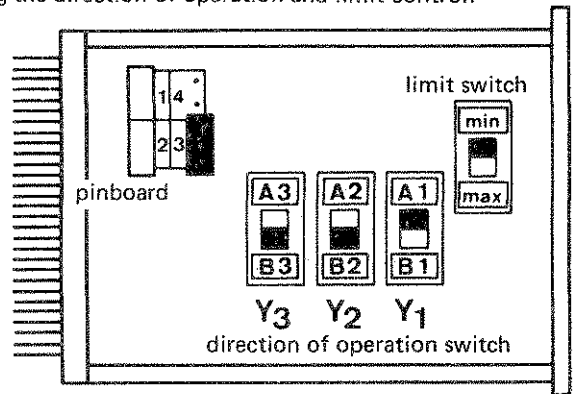 g the direction of operation and limit control
limit switch
min
max
1 4
2 3
pinboard
A3 A2 A1
B3 B2 B1
Y3 Y2 Y1
direction of operation switch